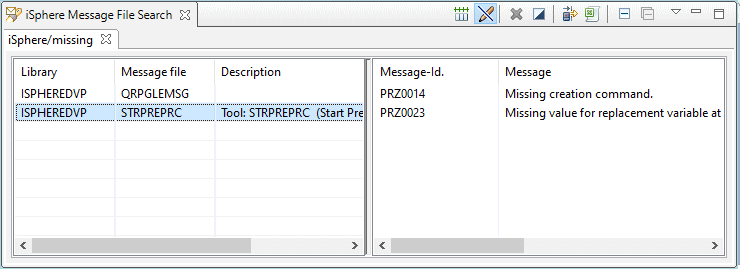 iSphere Message File Search
iSphere/missing
Library Message file Description
ISPHEREDVP QRPGLEMSG
ISPHEREDVP STRPREPRC Tool: STRPREPRC (Start Pre
Message-Id. Message
PRZ0014 Missing creation command.
PRZ0023 Missing value for replacement variable at